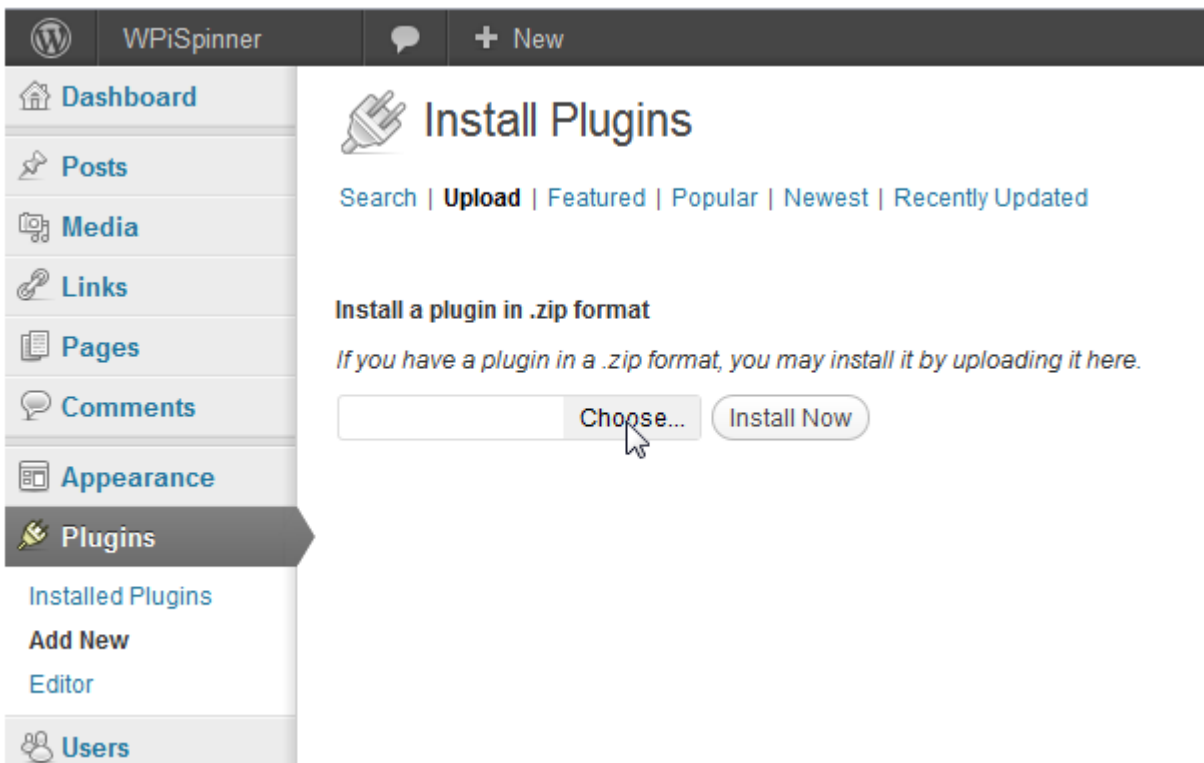 WPiSpinner
New
Dashboard
Posts
Media
Links
Pages
Comments
Appearance
Plugins
Installed Plugins
Add New
Editor
Users
Install Plugins
Search | Upload | Featured | Popular | Newest | Recently Updated
Install a plugin in .zip format
If you have a plugin in a .zip format, you may install it by uploading it here.
Choose... Install Now